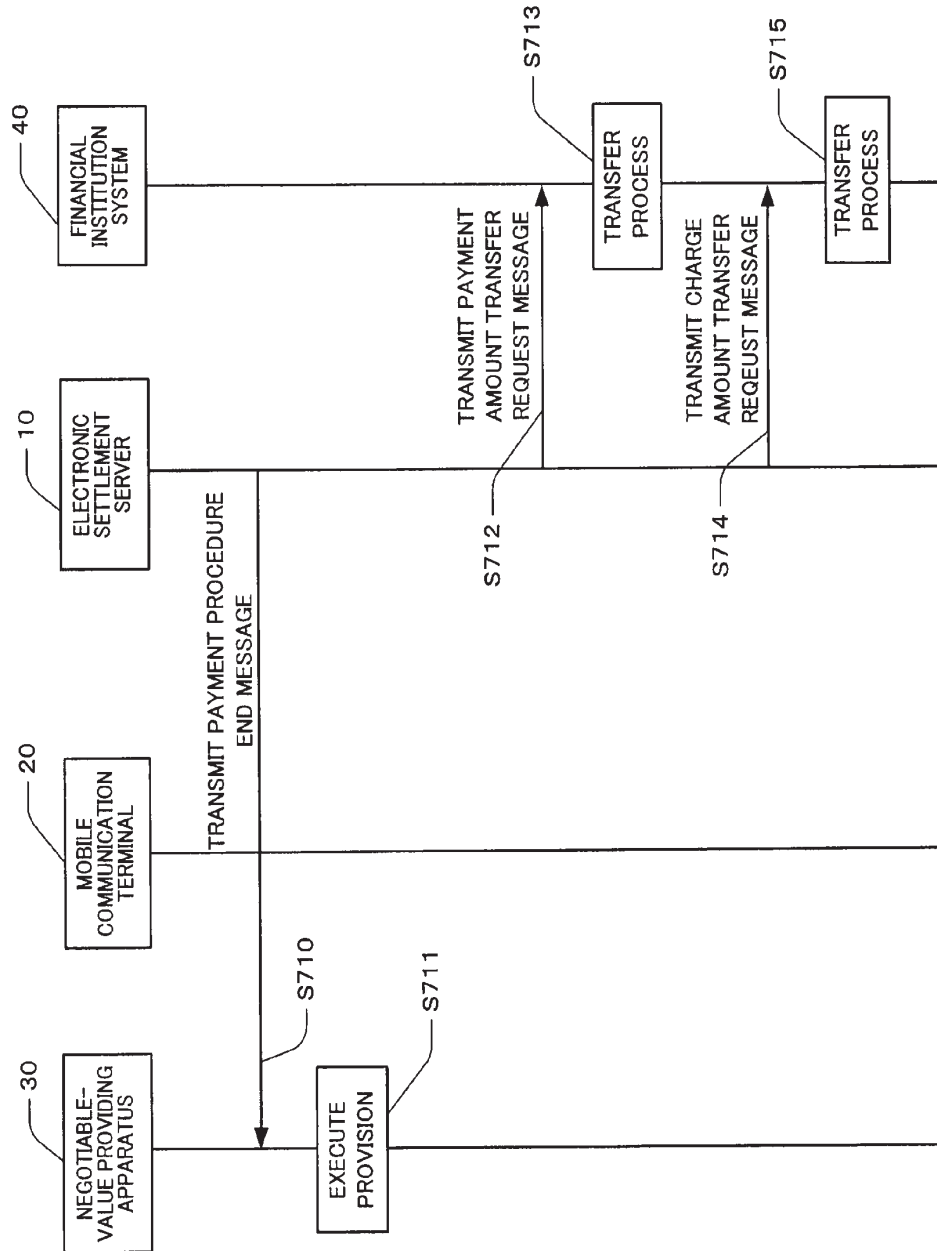 30
NEGOTIABLE-
VALUE PROVIDING
APPARATUS
20
MOBILE
COMMUNICATION
TERMINAL
10
ELECTRONIC
SETTLEMENT
SERVER
40
FINANCIAL
INSTITUTION
SYSTEM
TRANSMIT PAYMENT PROCEDURE
END MESSAGE
S710
EXECUTE
PROVISION
S711
TRANSMIT PAYMENT
AMOUNT TRANSFER
REQUEST MESSAGE
S712
TRANSFER
PROCESS
S713
TRANSMIT CHARGE
AMOUNT TRANSFER
REQEUST MESSAGE
S714
TRANSFER
PROCESS
S715